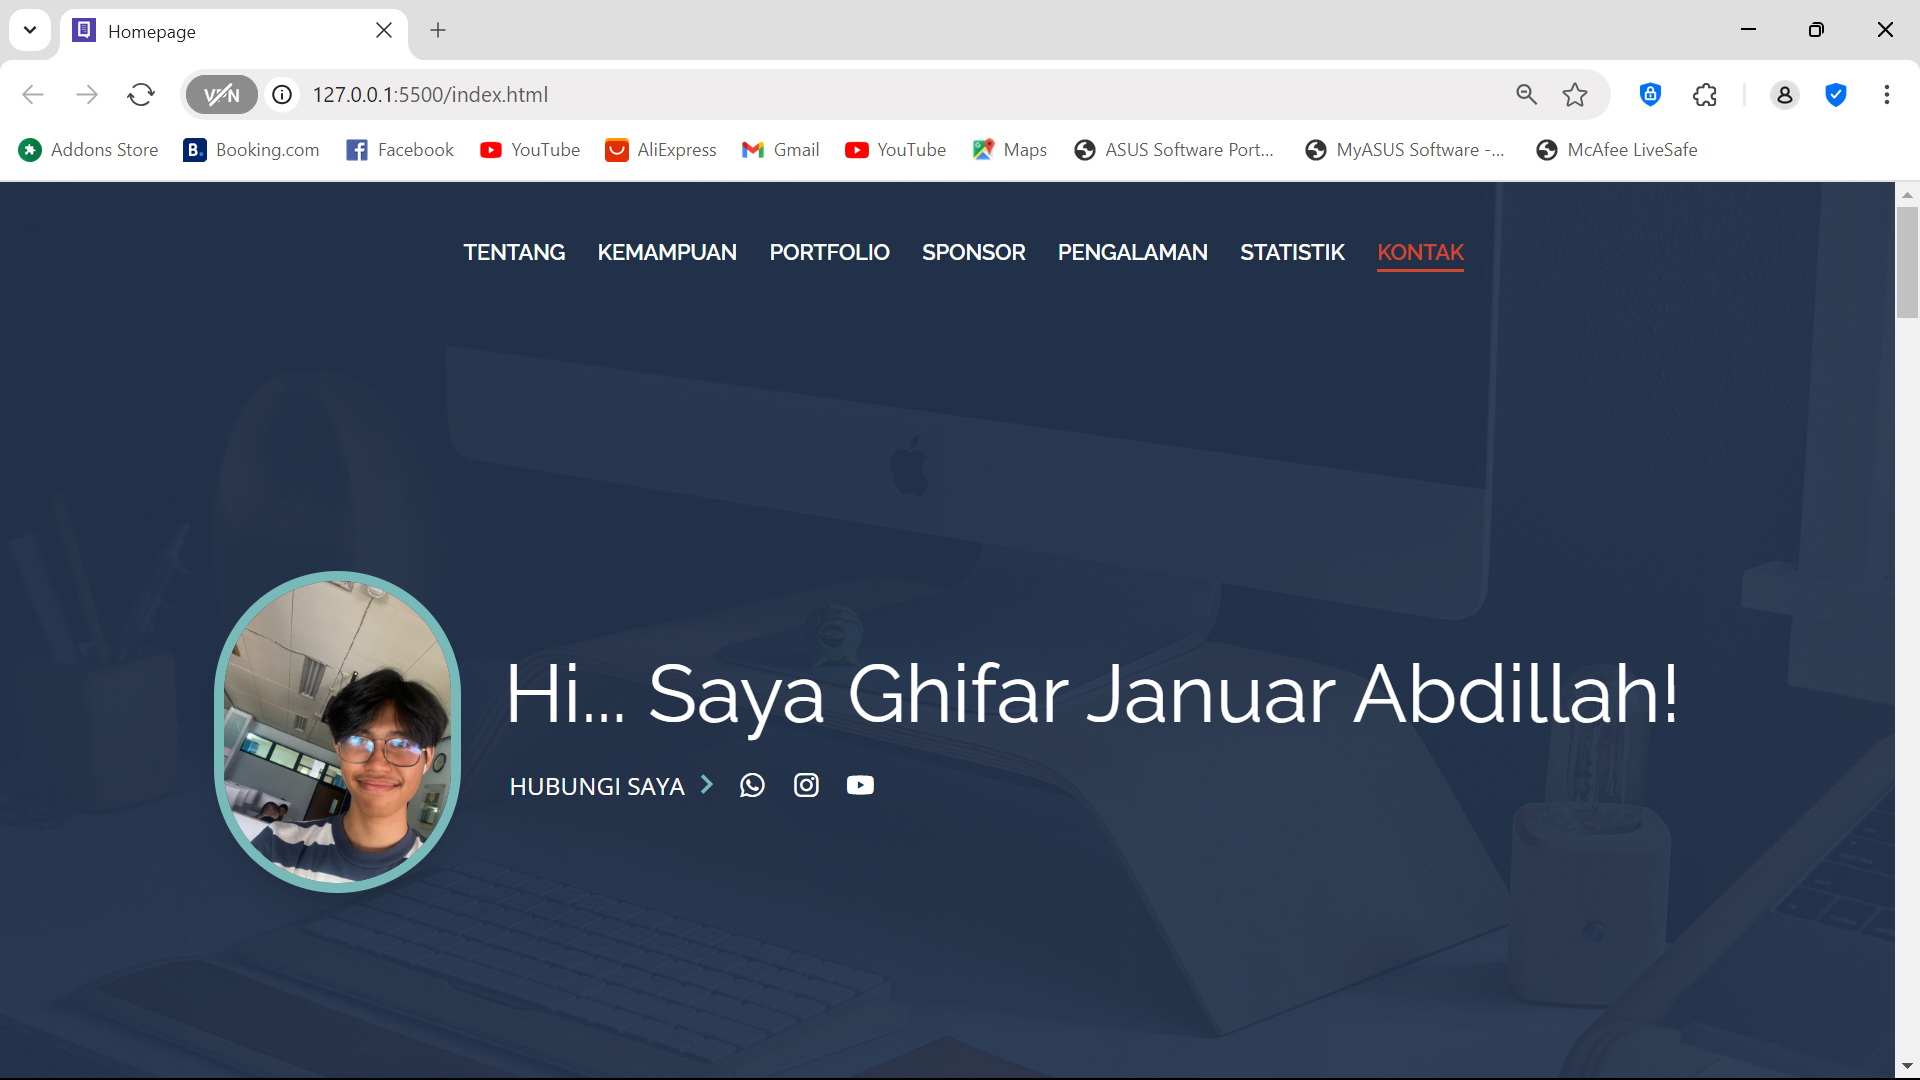 Homepage
VPN
127.0.0.1:5500/index.html
Addons Store B. Booking.com Facebook YouTube AliExpress Gmail YouTube Maps ASUS Software Port... MyASUS Software -... McAfee LiveSafe
TENTANG KEMAMPUAN PORTFOLIO SPONSOR PENGALAMAN STATISTIK KONTAK
Hi... Saya Ghifar Januar Abdillah!
HUBUNGI SAYA